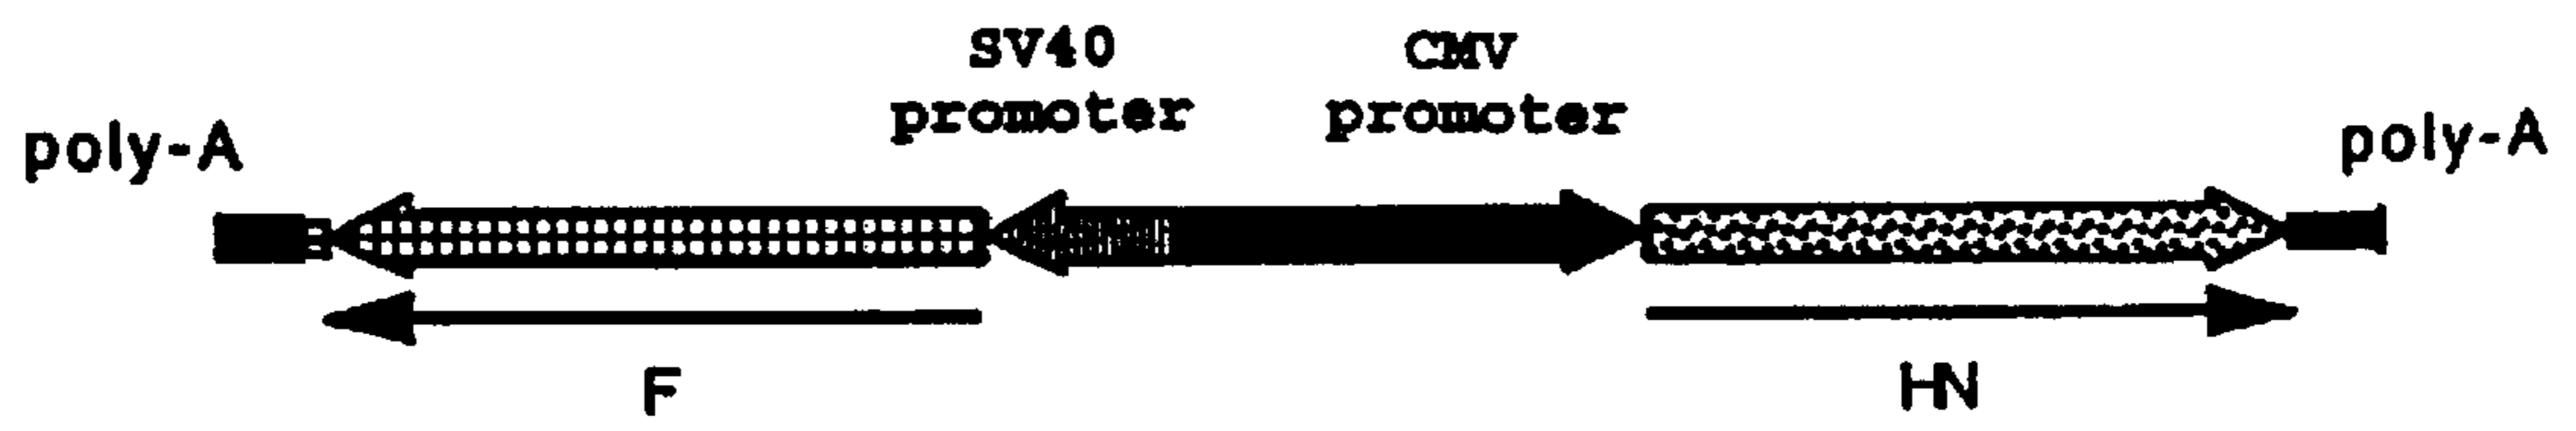 SV40
promoter
CMV
promoter
poly-A
poly-A
F
HN